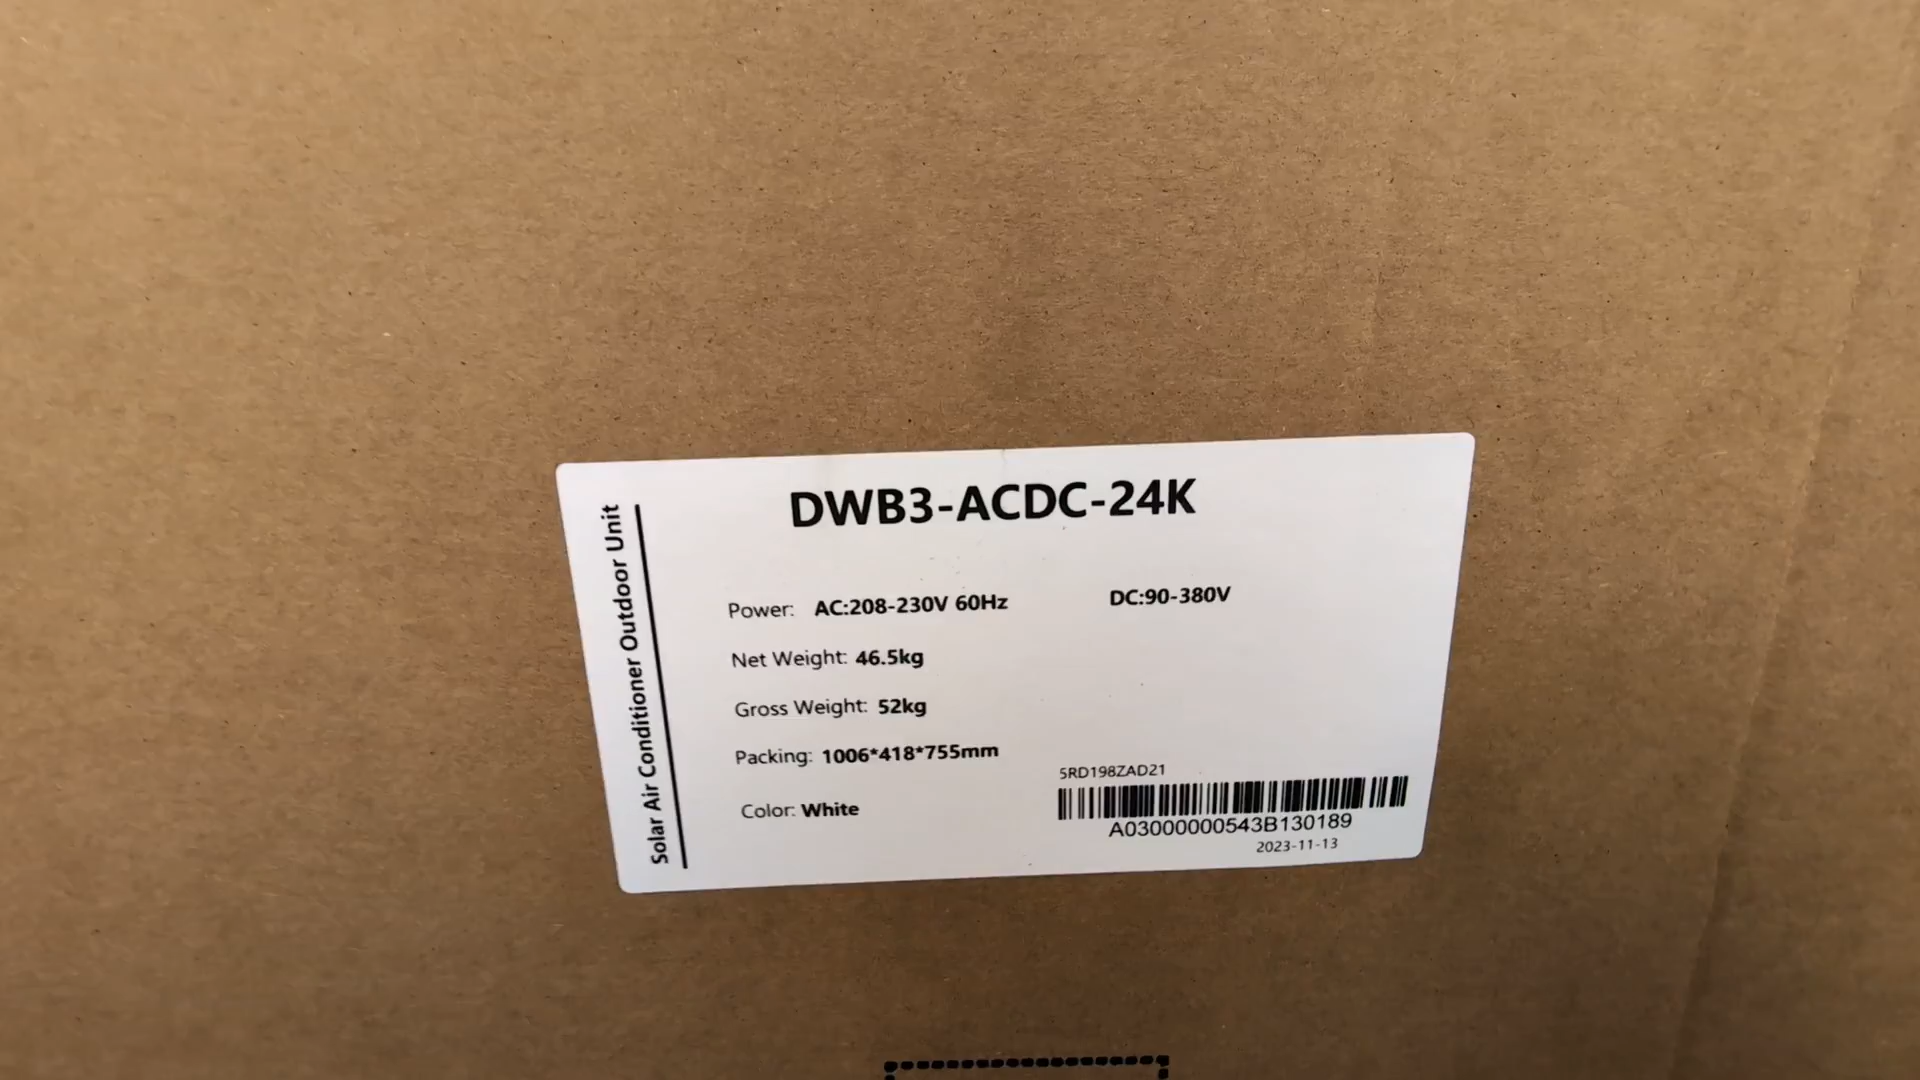 Solar Air Conditioner Outdoor Unit
DWB3-ACDC-24K
Power: AC:208-230V 60Hz DC:90-380V
Net Weight: 46.5kg
Gross Weight: 52kg
Packing: 1006*418*755mm
Color: White
5RD198ZAD21
A03000000543B130189
2023-11-13